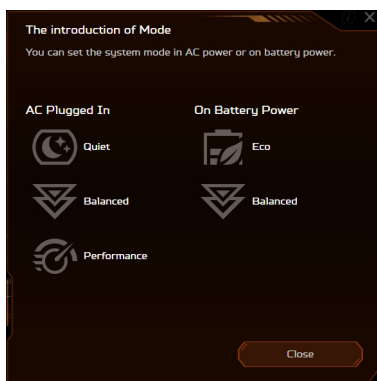 The introduction of Mode
You can set the system mode in AC power or on battery power.
AC Plugged In
On Battery Power
Quiet
Eco
Balanced
Balanced
Performance
Close